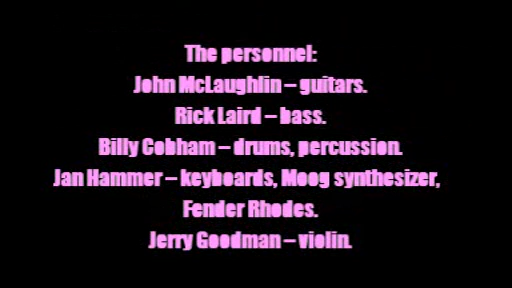 The personnel:
John McLaughlin – guitars.
Rick Laird – bass.
Billy Cobham – drums, percussion.
Jan Hammer – keyboards, Moog synthesizer,
Fender Rhodes.
Jerry Goodman – violin.